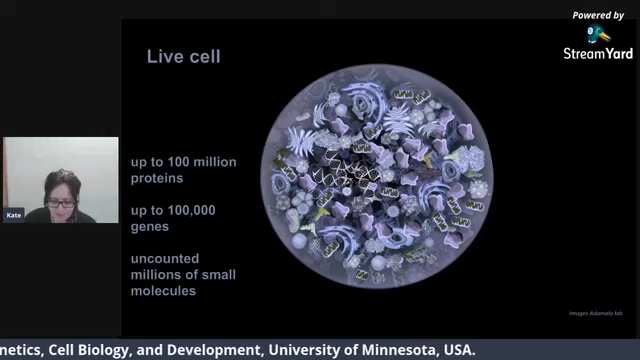 Powered by
StreamYard
Live cell
up to 100 million
proteins
up to 100,000
genes
uncounted
millions of small
molecules
Kate
Images Adamala lab
netics, Cell Biology, and Development, University of Minnesota, USA.